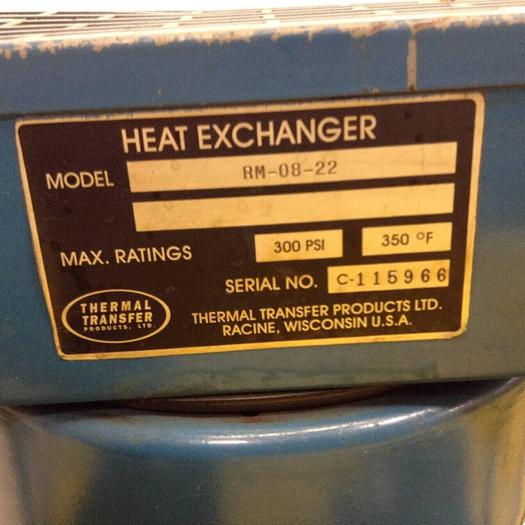 HEAT EXCHANGER
MODEL RM-08-22
MAX. RATINGS 300 PSI 350 °F
SERIAL NO. C-115966
THERMAL
TRANSFER
PRODUCTS, LTD.
THERMAL TRANSFER PRODUCTS LTD.
RACINE, WISCONSIN U.S.A.